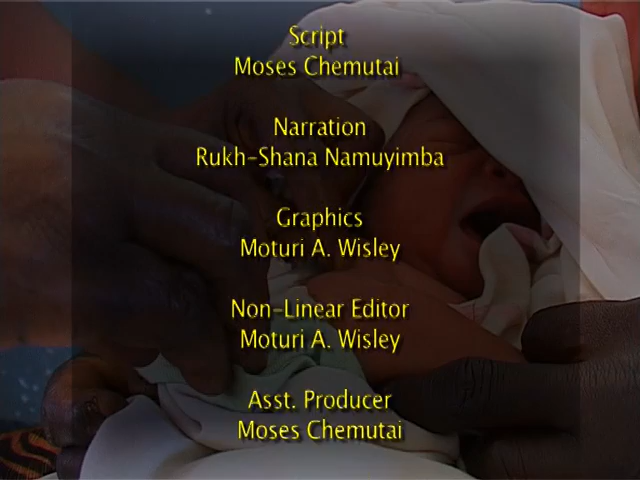 Script
Moses Chemutai
Narration
Rukh-Shana Namuyimba
Graphics
Moturi A. Wisley
Non-Linear Editor
Moturi A. Wisley
Asst. Producer
Moses Chemutai